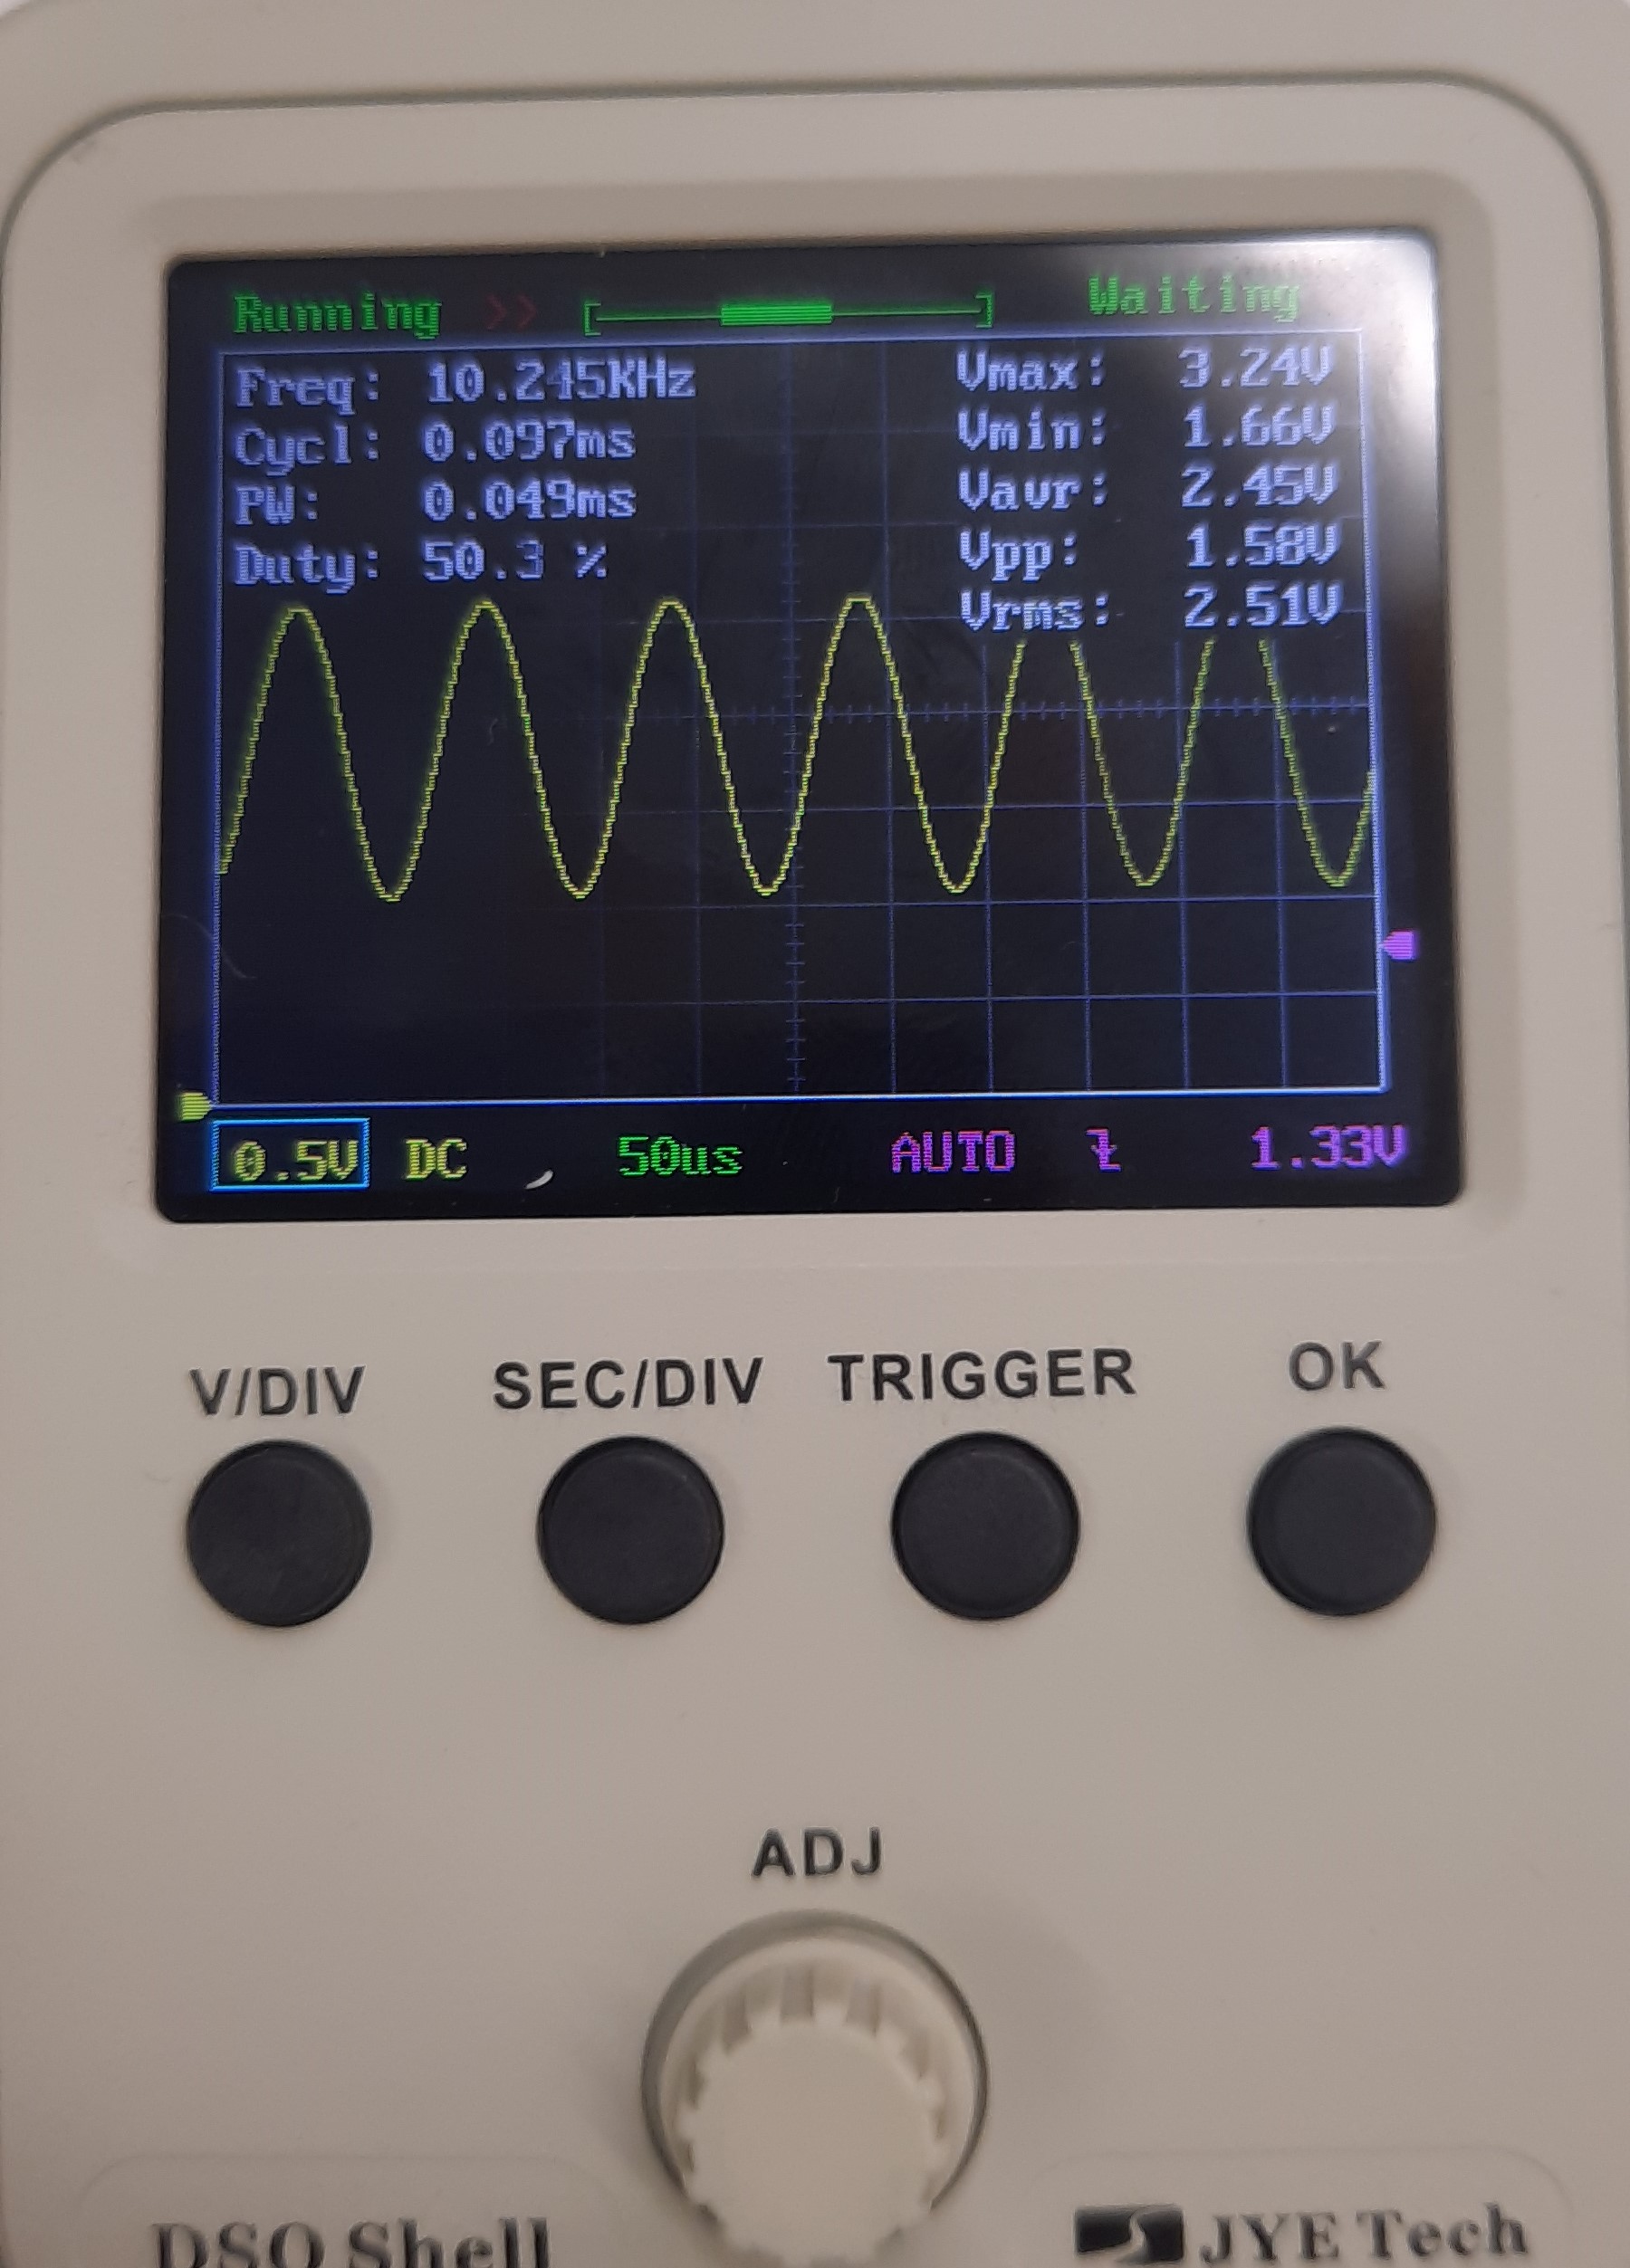 Running >> Waiting
Freq: 10.245KHz Vmax: 3.24V
Cycl: 0.097ms Vmin: 1.66V
PW: 0.049ms Vavr: 2.45V
Duty: 50.3 % Vpp: 1.58V
Vrms: 2.51V
0.5V DC 50us AUTO 1.33V
V/DIV SEC/DIV TRIGGER OK
ADJ
DSO Shell JYE Tech